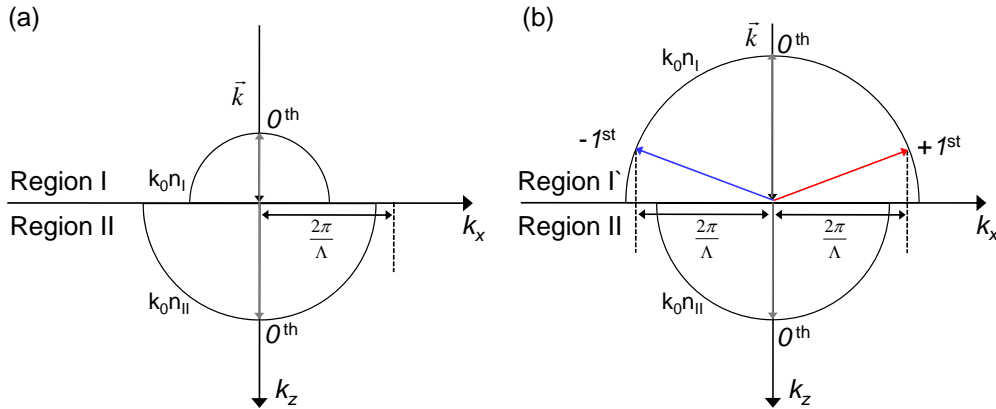 (a)
k⃗
0th
k0nI
Region I
Region II
kx
2π
Λ
k0nII
0th
kz
(b)
k⃗
0th
k0nI
-1st
+1st
Region I`
Region II
kx
2π
Λ
2π
Λ
k0nII
0th
kz